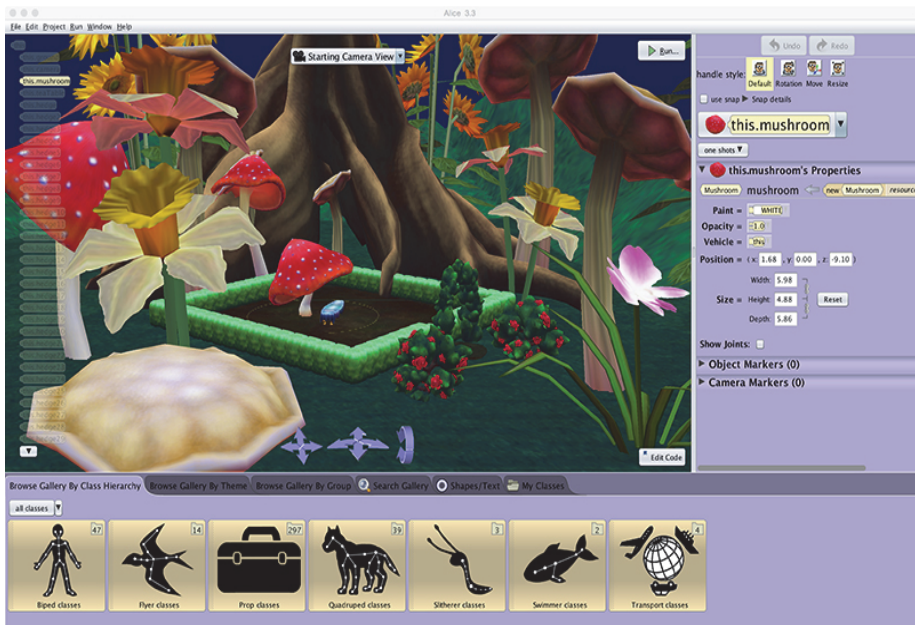 Alice 3.3
File Edit Project Run Window Help
Undo
Redo
Starting Camera View
Run...
handle style:
Default Rotation Move Resize
use snap Snap details
this.mushroom
this.mushroom
one shots
this.mushroom's Properties
Mushroom mushroom new Mushroom resource
Paint = WHITE
Opacity = 1.0
Vehicle = this
Position = ( x: 1.68 , y: 0.00 , z: -9.10 )
Width: 5.98
Size = Height: 4.88 Reset
Depth: 5.86
Show Joints:
Object Markers (0)
Camera Markers (0)
Edit Code
Browse Gallery By Class Hierarchy Browse Gallery By Theme Browse Gallery By Group Search Gallery Shapes/Text My Classes
all classes
47 14 297 39 3 2 4
Biped classes Flyer classes Prop classes Quadruped classes Slitherer classes Swimmer classes Transport classes